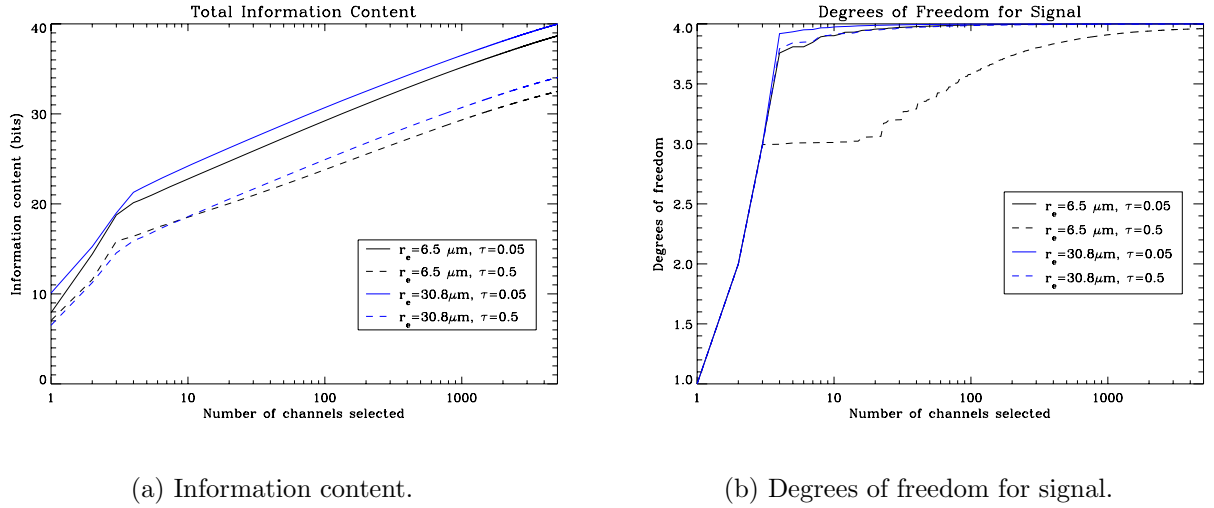 Total Information Content
Information content (bits)
40
30
20
10
0
r_e=6.5 μm, τ=0.05
r_e=6.5 μm, τ=0.5
r_e=30.8μm, τ=0.05
r_e=30.8μm, τ=0.5
1 10 100 1000
Number of channels selected
(a) Information content.
Degrees of Freedom for Signal
Degrees of freedom
4.0
3.5
3.0
2.5
2.0
1.5
1.0
r_e=6.5 μm, τ=0.05
r_e=6.5 μm, τ=0.5
r_e=30.8μm, τ=0.05
r_e=30.8μm, τ=0.5
1 10 100 1000
Number of channels selected
(b) Degrees of freedom for signal.